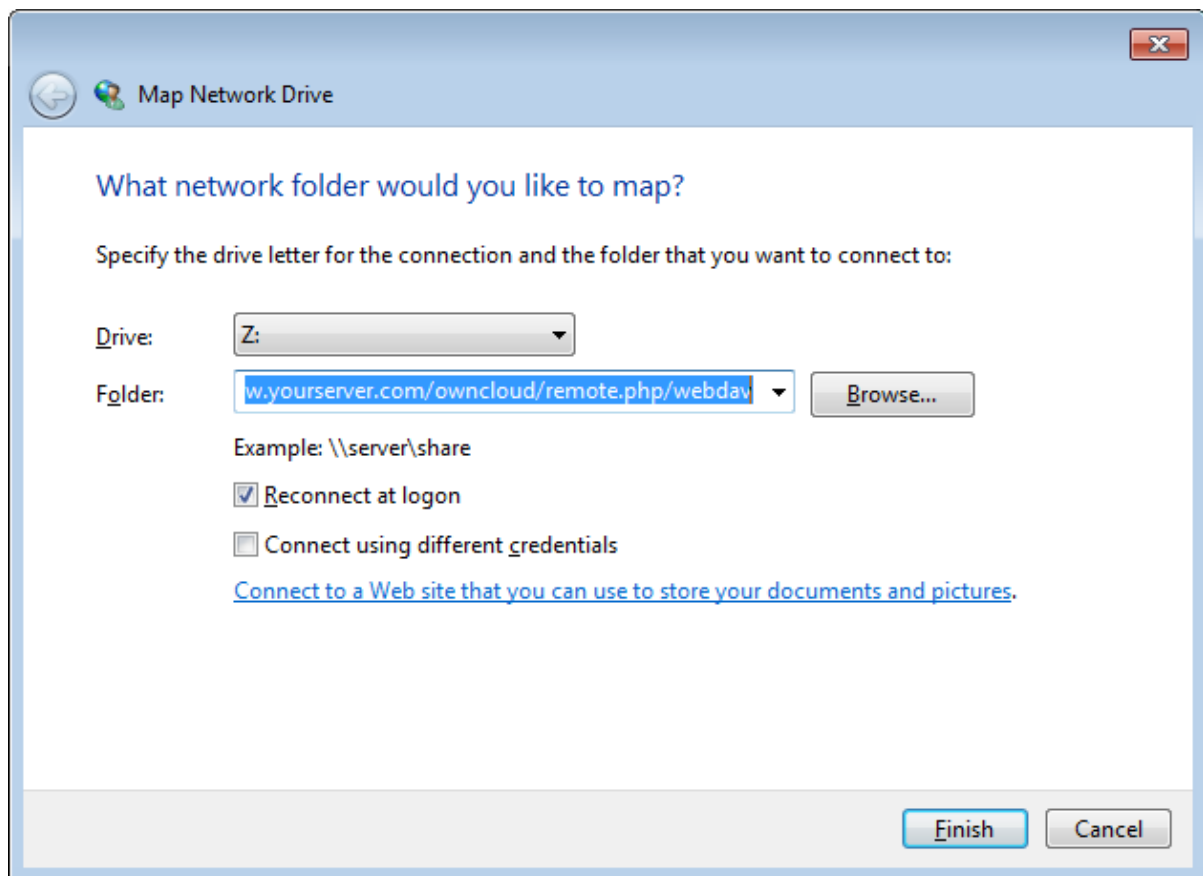 Map Network Drive
What network folder would you like to map?
Specify the drive letter for the connection and the folder that you want to connect to:
Drive: Z:
Folder: w.yourserver.com/owncloud/remote.php/webdav Browse...
Example: \\server\share
Reconnect at logon
Connect using different credentials
Connect to a Web site that you can use to store your documents and pictures.
Finish Cancel